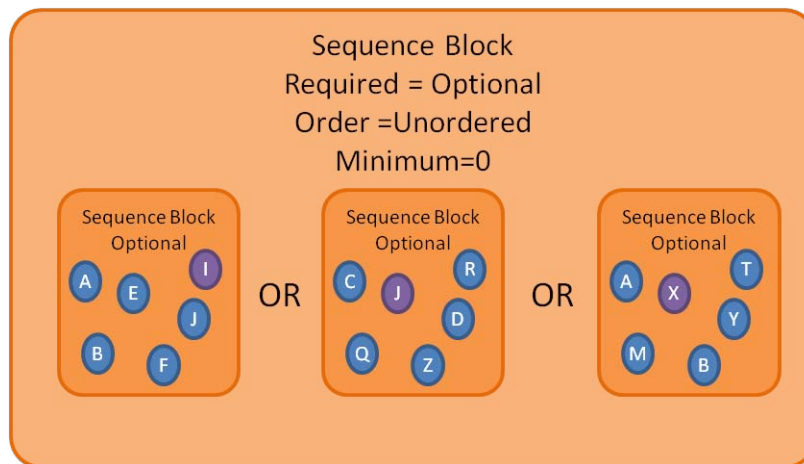 Sequence Block
Required = Optional
Order =Unordered
Minimum=0
Sequence Block
Optional
I
A
E
J
B
F
OR
Sequence Block
Optional
R
C
J
D
Q
Z
OR
Sequence Block
Optional
T
A
X
Y
M
B